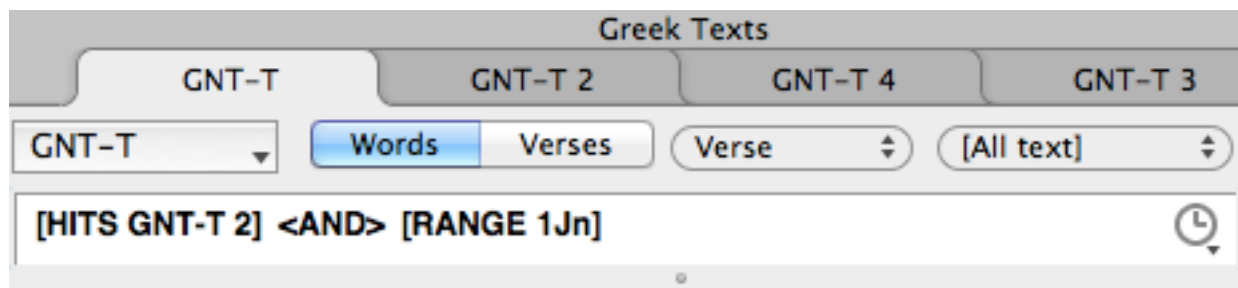 Greek Texts
GNT-T GNT-T 2 GNT-T 4 GNT-T 3
GNT-T Words Verses Verse [All text]
[HITS GNT-T 2] <AND> [RANGE 1Jn]